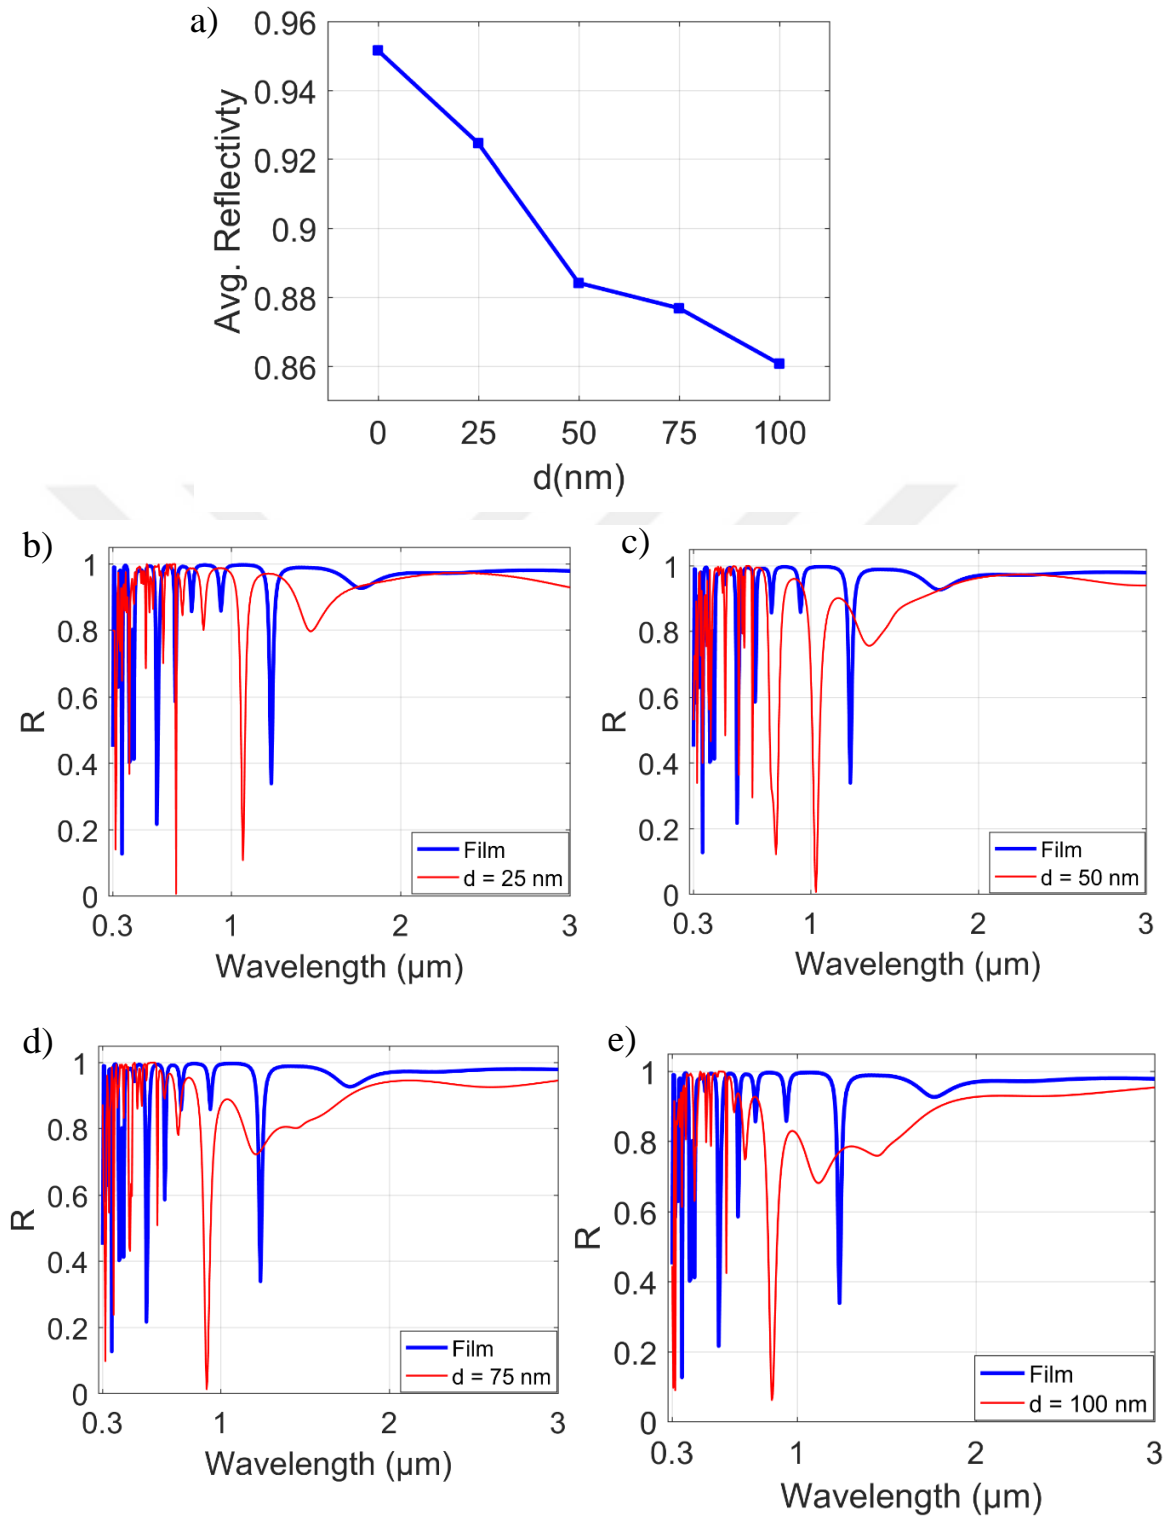 a)
0.96
0.94
0.92
0.9
0.88
0.86
Avg. Reflectivty
0 25 50 75 100
d(nm)
b)
1
0.8
0.6
0.4
0.2
0
R
Film
d = 25 nm
0.3 1 2 3
Wavelength (μm)
c)
1
0.8
0.6
0.4
0.2
0
R
Film
d = 50 nm
0.3 1 2 3
Wavelength (μm)
d)
1
0.8
0.6
0.4
0.2
0
R
Film
d = 75 nm
0.3 1 2 3
Wavelength (μm)
e)
1
0.8
0.6
0.4
0.2
0
R
Film
d = 100 nm
0.3 1 2 3
Wavelength (μm)